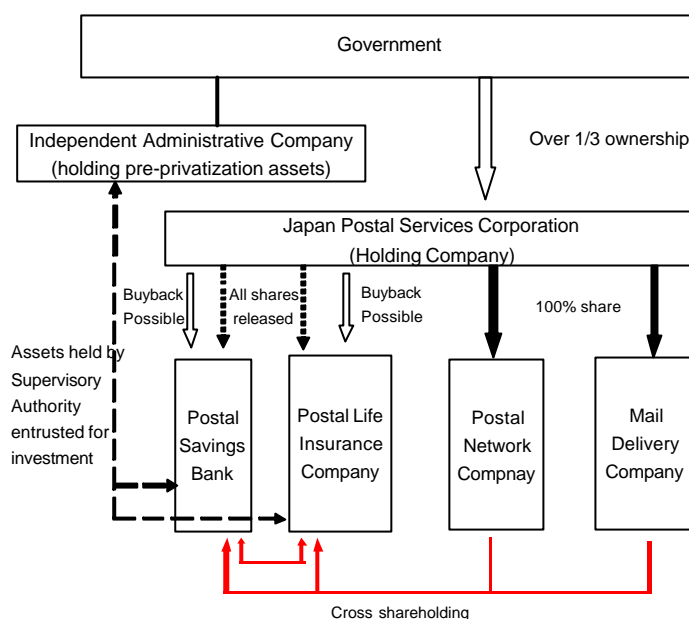 Government
Independent Administrative Company
(holding pre-privatization assets)
Over 1/3 ownership
Japan Postal Services Corporation
(Holding Company)
Buyback
Possible
All shares
released
Buyback
Possible
100% share
Assets held by
Supervisory
Authority
entrusted for
investment
Postal
Savings
Bank
Postal Life
Insurance
Company
Postal
Network
Compnay
Mail
Delivery
Company
Cross shareholding